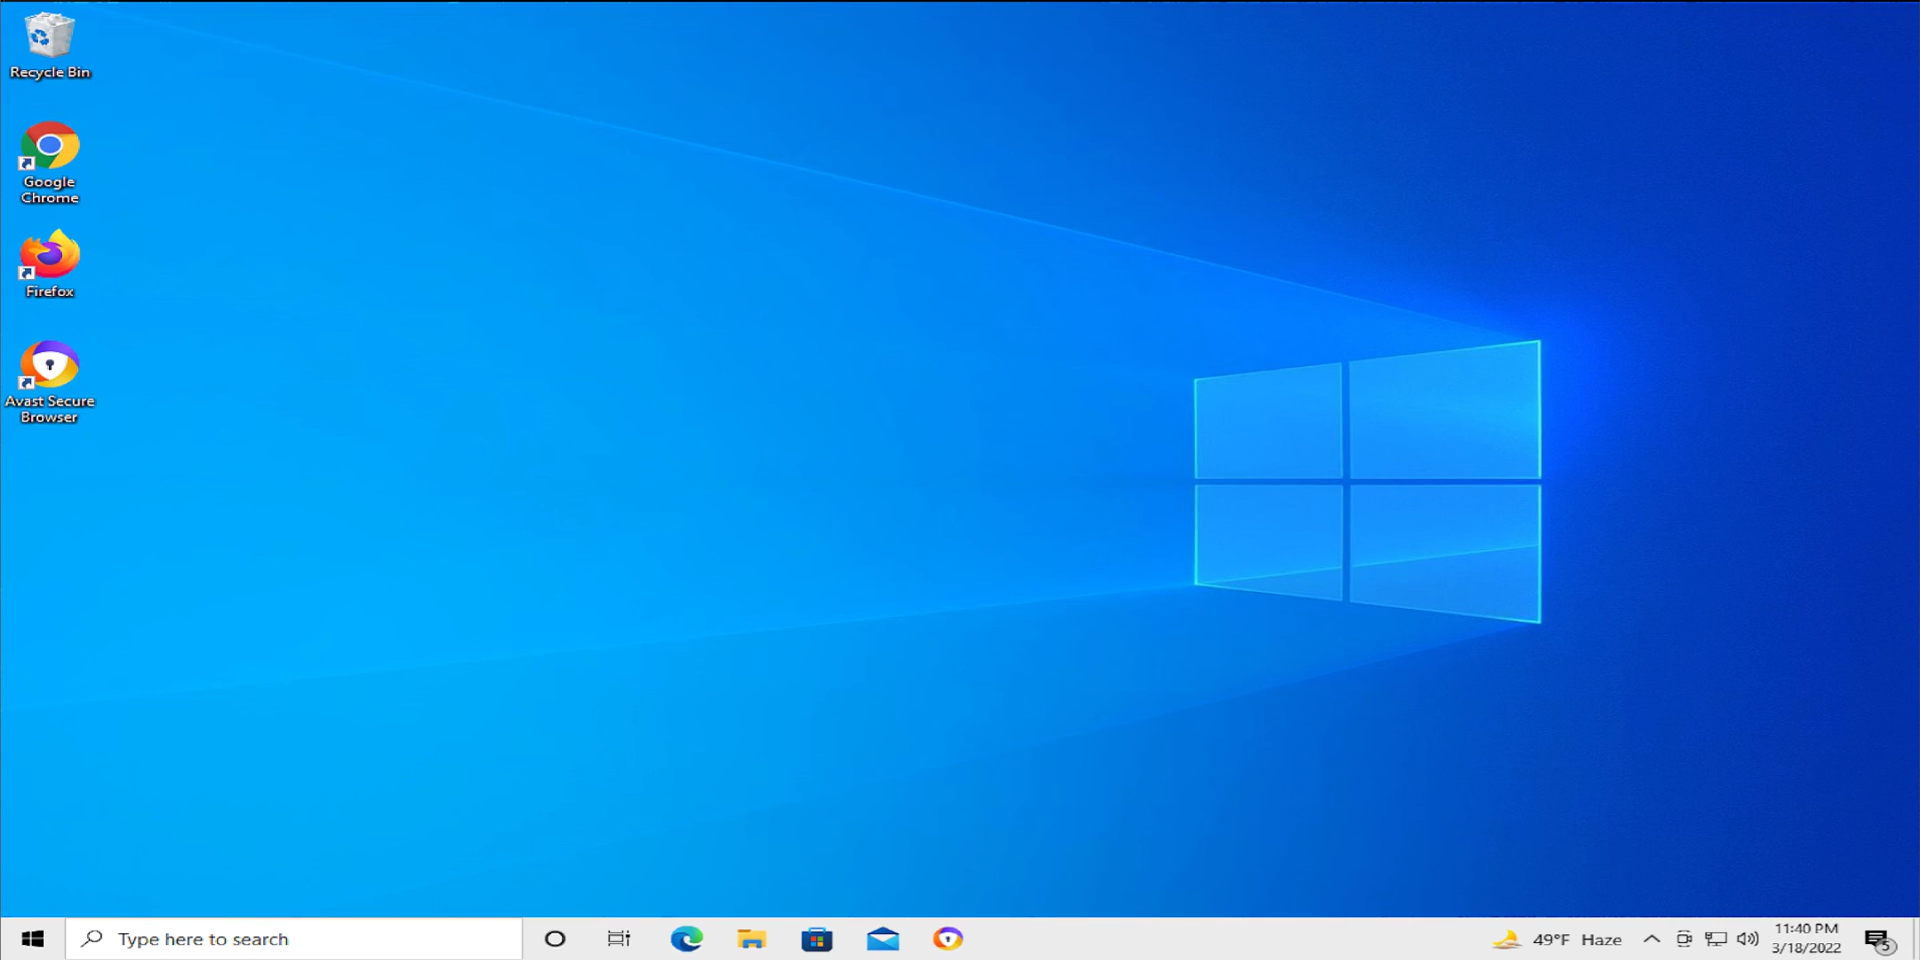 Recycle Bin
Google
Chrome
Firefox
Avast Secure
Browser
Type here to search
49°F Haze
11:40 PM
3/18/2022
5